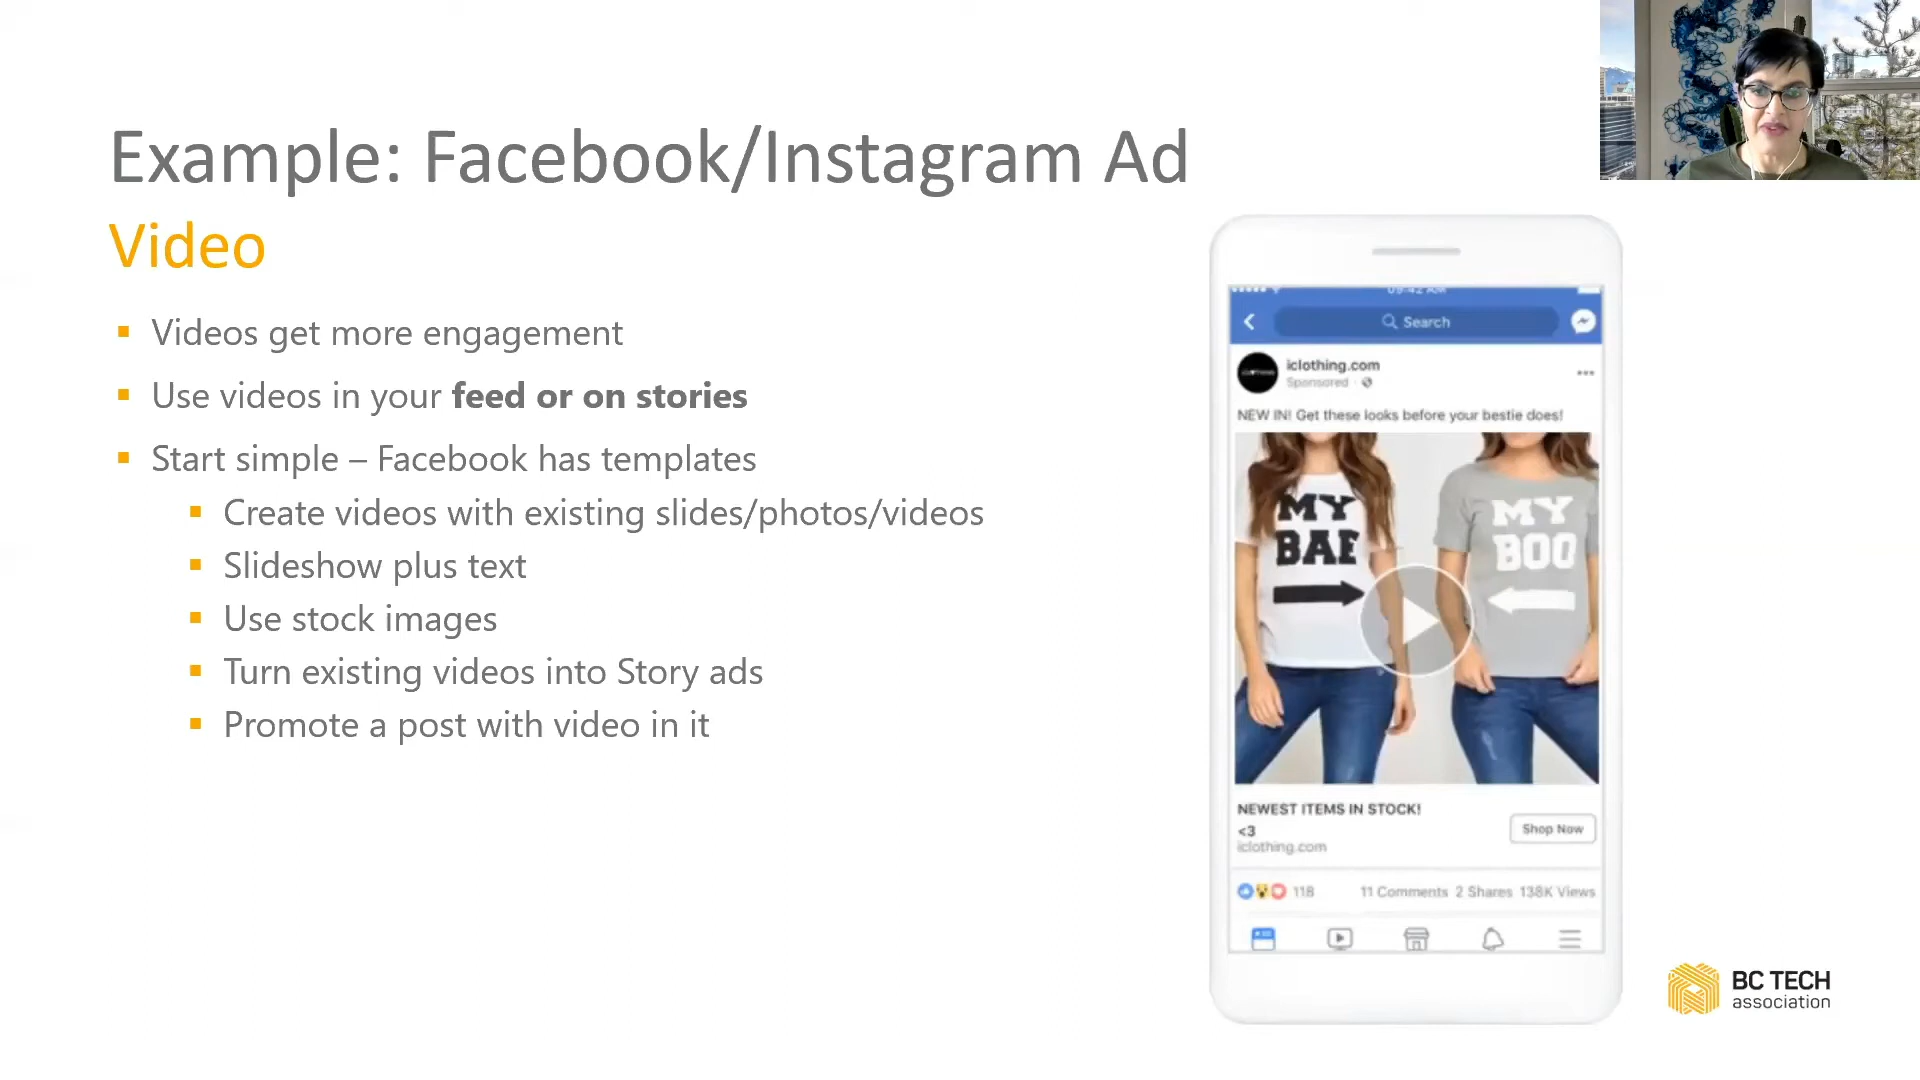 Example: Facebook/Instagram Ad
Video
Videos get more engagement
Use videos in your feed or on stories
Start simple – Facebook has templates
Create videos with existing slides/photos/videos
Slideshow plus text
Use stock images
Turn existing videos into Story ads
Promote a post with video in it
09:42 AM
Search
iclothing.com
Sponsored
NEW IN! Get these looks before your bestie does!
MY
BAE
MY
BOO
NEWEST ITEMS IN STOCK!
<3
iclothing.com
Shop Now
118 11 Comments 2 Shares 138K Views
BC TECH
association